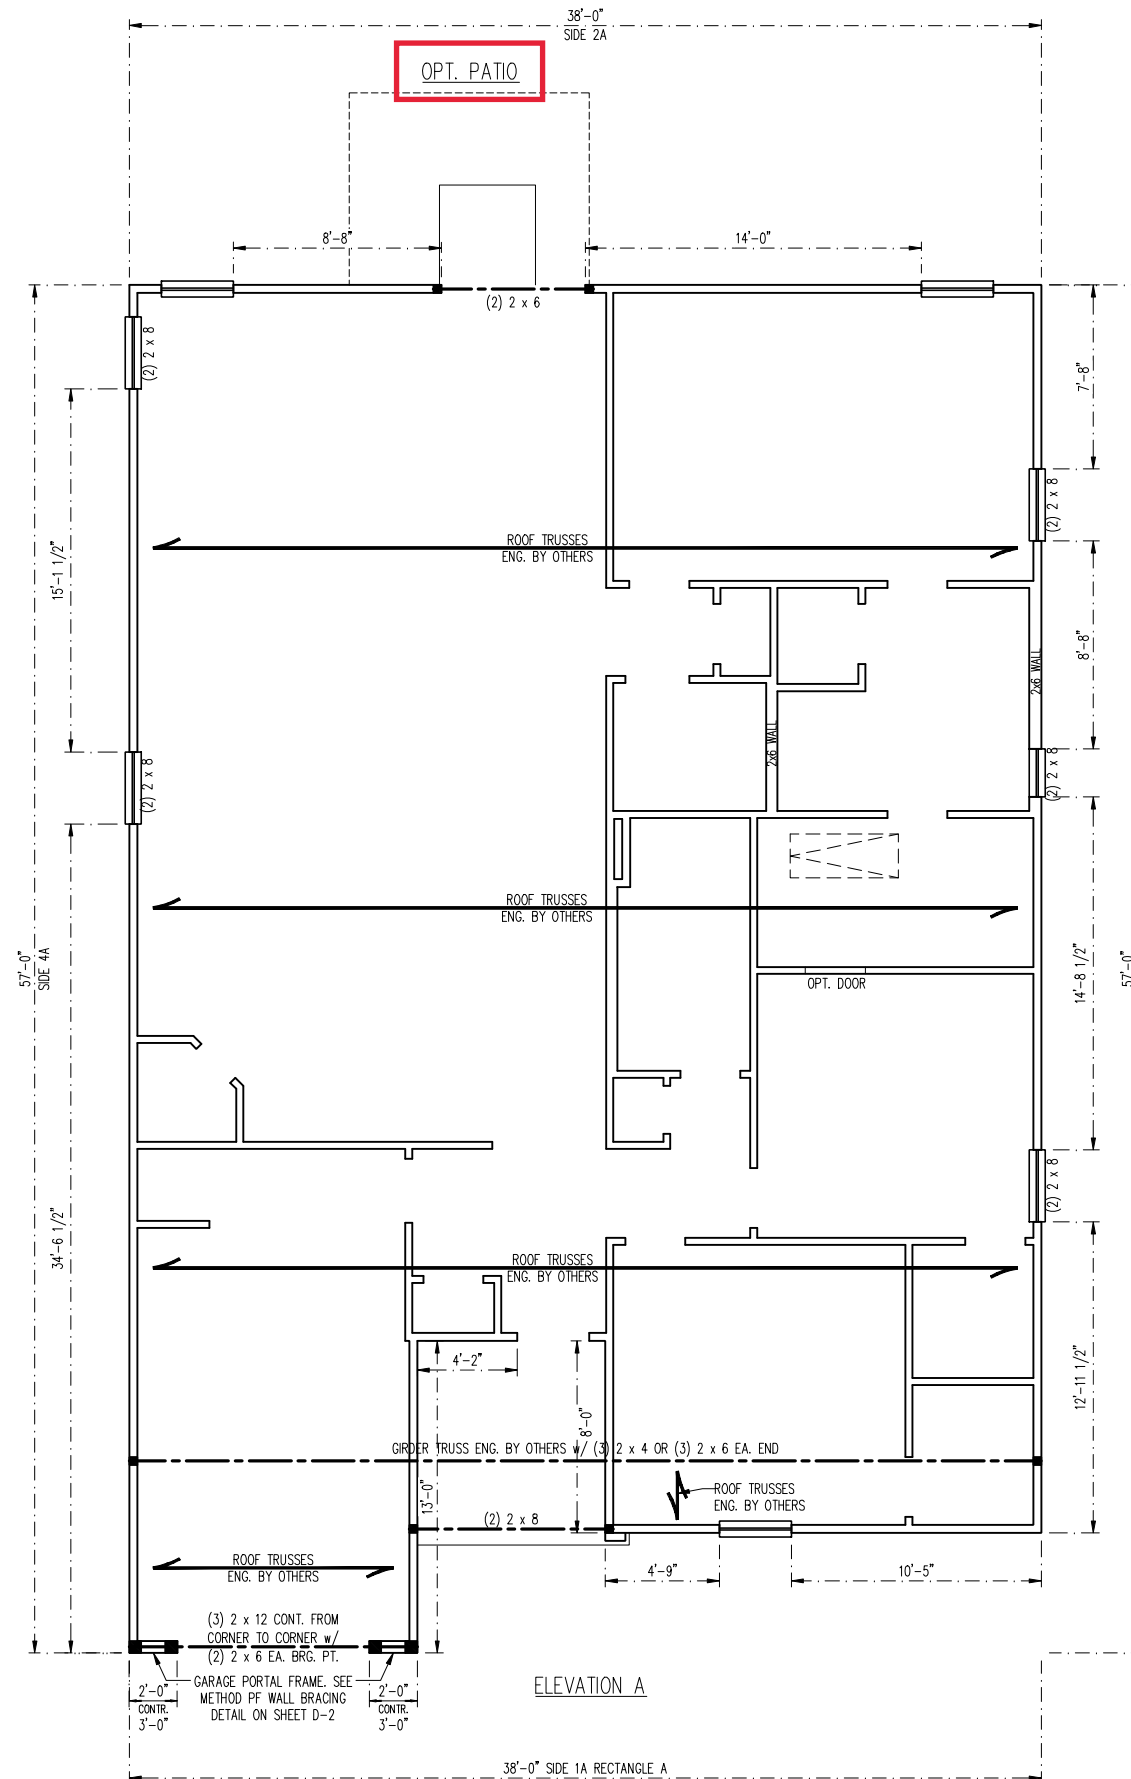 38'-0"
SIDE 2A
OPT. PATIO
8'-8"
14'-0"
(2) 2 x 6
(2) 2 x 8
7'-8"
(2) 2 x 8
ROOF TRUSSES
ENG. BY OTHERS
15'-1 1/2"
8'-8"
2x6 WALL
2x6 WALL
(2) 2 x 8
(2) 2 x 8
ROOF TRUSSES
ENG. BY OTHERS
57'-0"
SIDE 4A
OPT. DOOR
14'-8 1/2"
57'-0"
(2) 2 x 8
34'-6 1/2"
ROOF TRUSSES
ENG. BY OTHERS
4'-2"
12'-11 1/2"
8'-0"
GIRDER TRUSS ENG. BY OTHERS w/ (3) 2 x 4 OR (3) 2 x 6 EA. END
13'-0"
ROOF TRUSSES
ENG. BY OTHERS
(2) 2 x 8
ROOF TRUSSES
ENG. BY OTHERS
4'-9"
10'-5"
(3) 2 x 12 CONT. FROM
CORNER TO CORNER w/
(2) 2 x 6 EA. BRG. PT.
GARAGE PORTAL FRAME. SEE
METHOD PF WALL BRACING
DETAIL ON SHEET D-2
2'-0"
CONTR.
3'-0"
2'-0"
CONTR.
3'-0"
ELEVATION A
38'-0" SIDE 1A RECTANGLE A